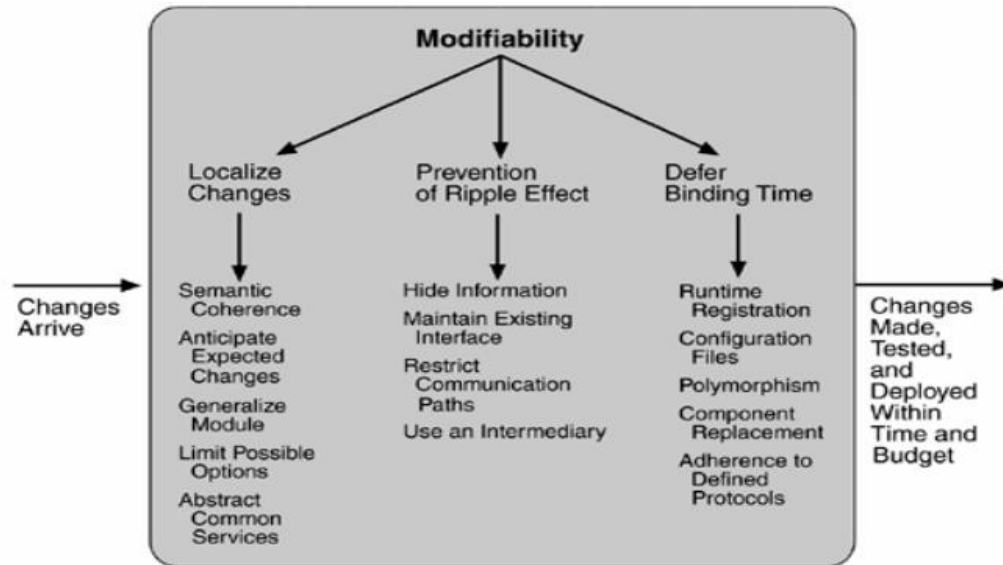 Modifiability
Localize
Changes
Prevention
of Ripple Effect
Defer
Binding Time
Changes
Arrive
Semantic
Coherence
Anticipate
Expected
Changes
Generalize
Module
Limit Possible
Options
Abstract
Common
Services
Hide Information
Maintain Existing
Interface
Restrict
Communication
Paths
Use an Intermediary
Runtime
Registration
Configuration
Files
Polymorphism
Component
Replacement
Adherence to
Defined
Protocols
Changes
Made,
Tested,
and
Deployed
Within
Time and
Budget